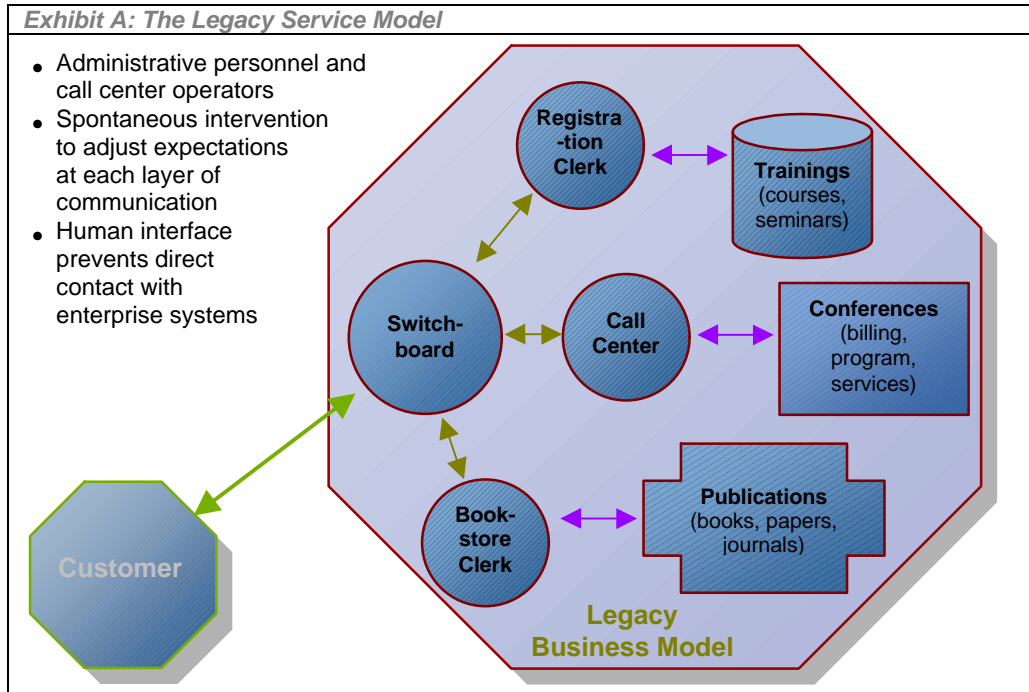 Exhibit A: The Legacy Service Model
• Administrative personnel and
call center operators
• Spontaneous intervention
to adjust expectations
at each layer of
communication
• Human interface
prevents direct
contact with
enterprise systems
Registra
-tion
Clerk
Trainings
(courses,
seminars)
Switch-
board
Call
Center
Conferences
(billing,
program,
services)
Book-
store
Clerk
Publications
(books, papers,
journals)
Customer
Legacy
Business Model